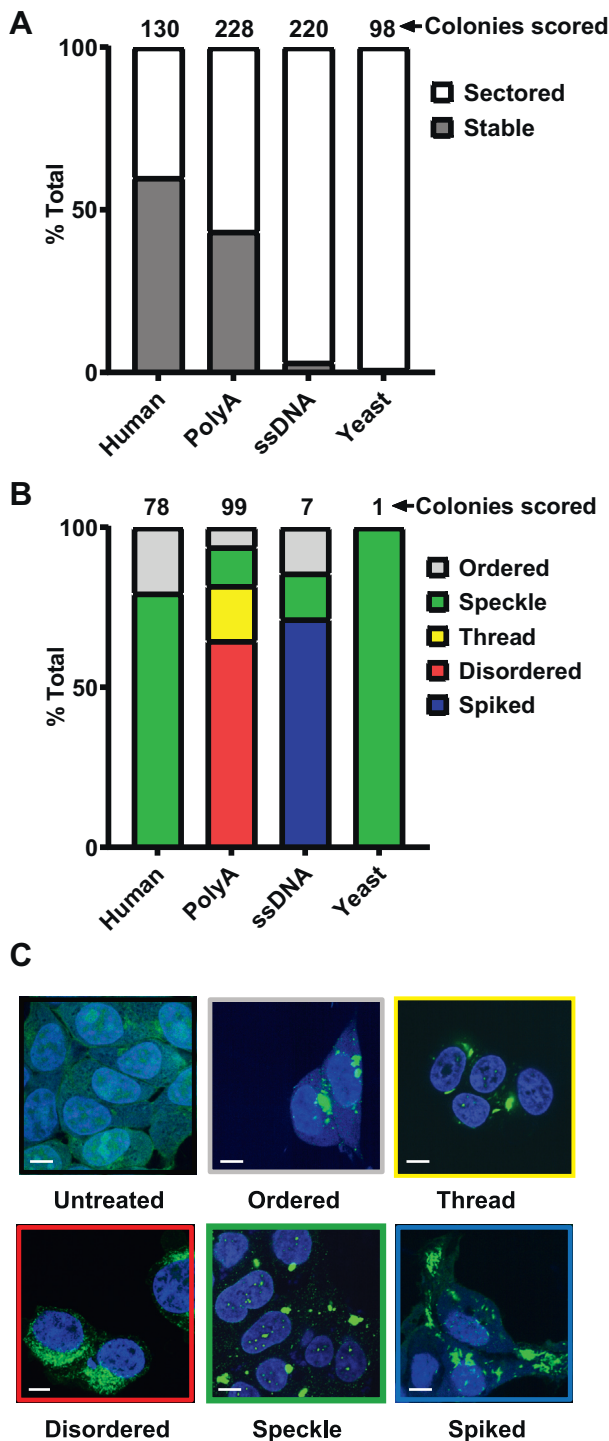 A
130 228 220 98 Colonies scored
100
Sectored
Stable
% Total
50
0
Human PolyA ssDNA Yeast
B
78 99 7 1 Colonies scored
100
Ordered
Speckle
Thread
Disordered
Spiked
% Total
50
0
Human PolyA ssDNA Yeast
C
Untreated Ordered Thread
Disordered Speckle Spiked